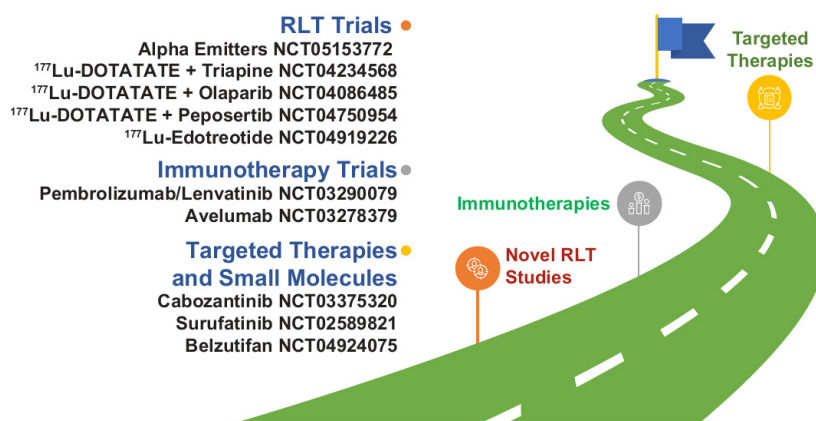 RLT Trials
Alpha Emitters NCT05153772
¹⁷⁷Lu-DOTATATE + Triapine NCT04234568
¹⁷⁷Lu-DOTATATE + Olaparib NCT04086485
¹⁷⁷Lu-DOTATATE + Peposertib NCT04750954
¹⁷⁷Lu-Edotreotide NCT04919226
Immunotherapy Trials
Pembrolizumab/Lenvatinib NCT03290079
Avelumab NCT03278379
Targeted Therapies
and Small Molecules
Cabozantinib NCT03375320
Surufatinib NCT02589821
Belzutifan NCT04924075
Targeted
Therapies
Immunotherapies
Novel RLT
Studies